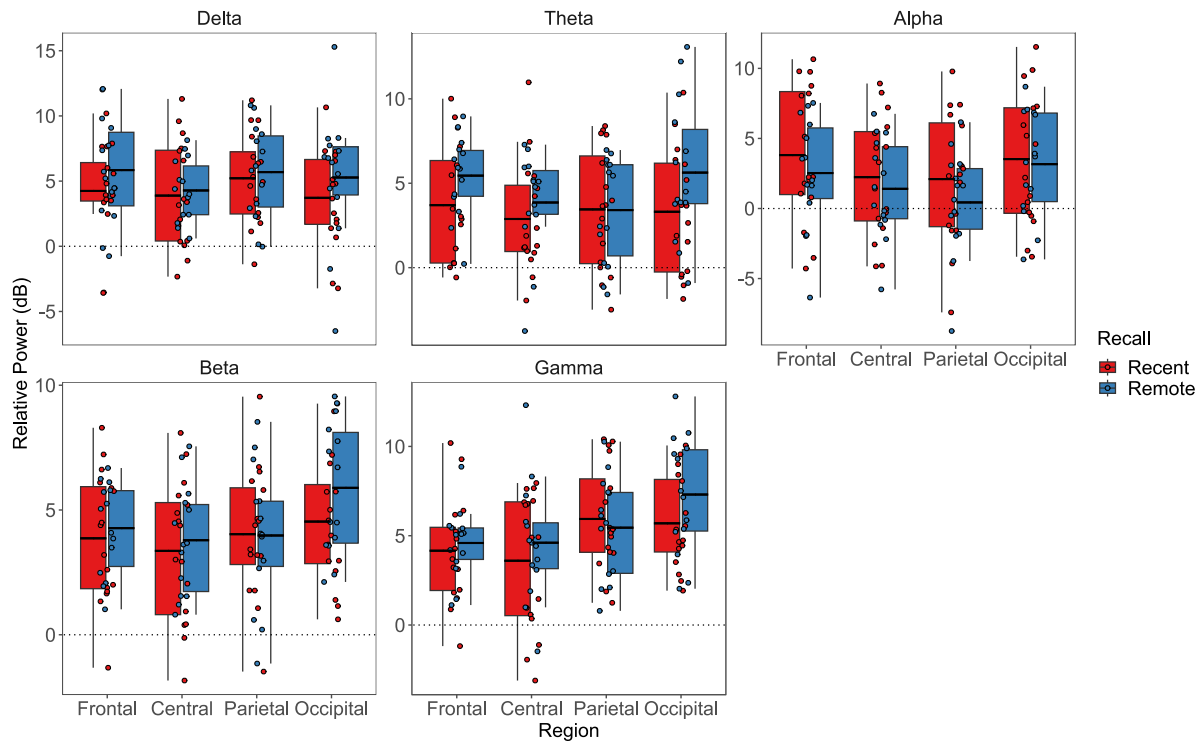 Delta
Theta
Alpha
15
10
5
0
-5
10
5
0
10
5
0
-5
Frontal Central Parietal Occipital
Relative Power (dB)
Recall
Recent
Remote
Beta
Gamma
10
5
0
10
5
0
Frontal Central Parietal Occipital
Frontal Central Parietal Occipital
Region